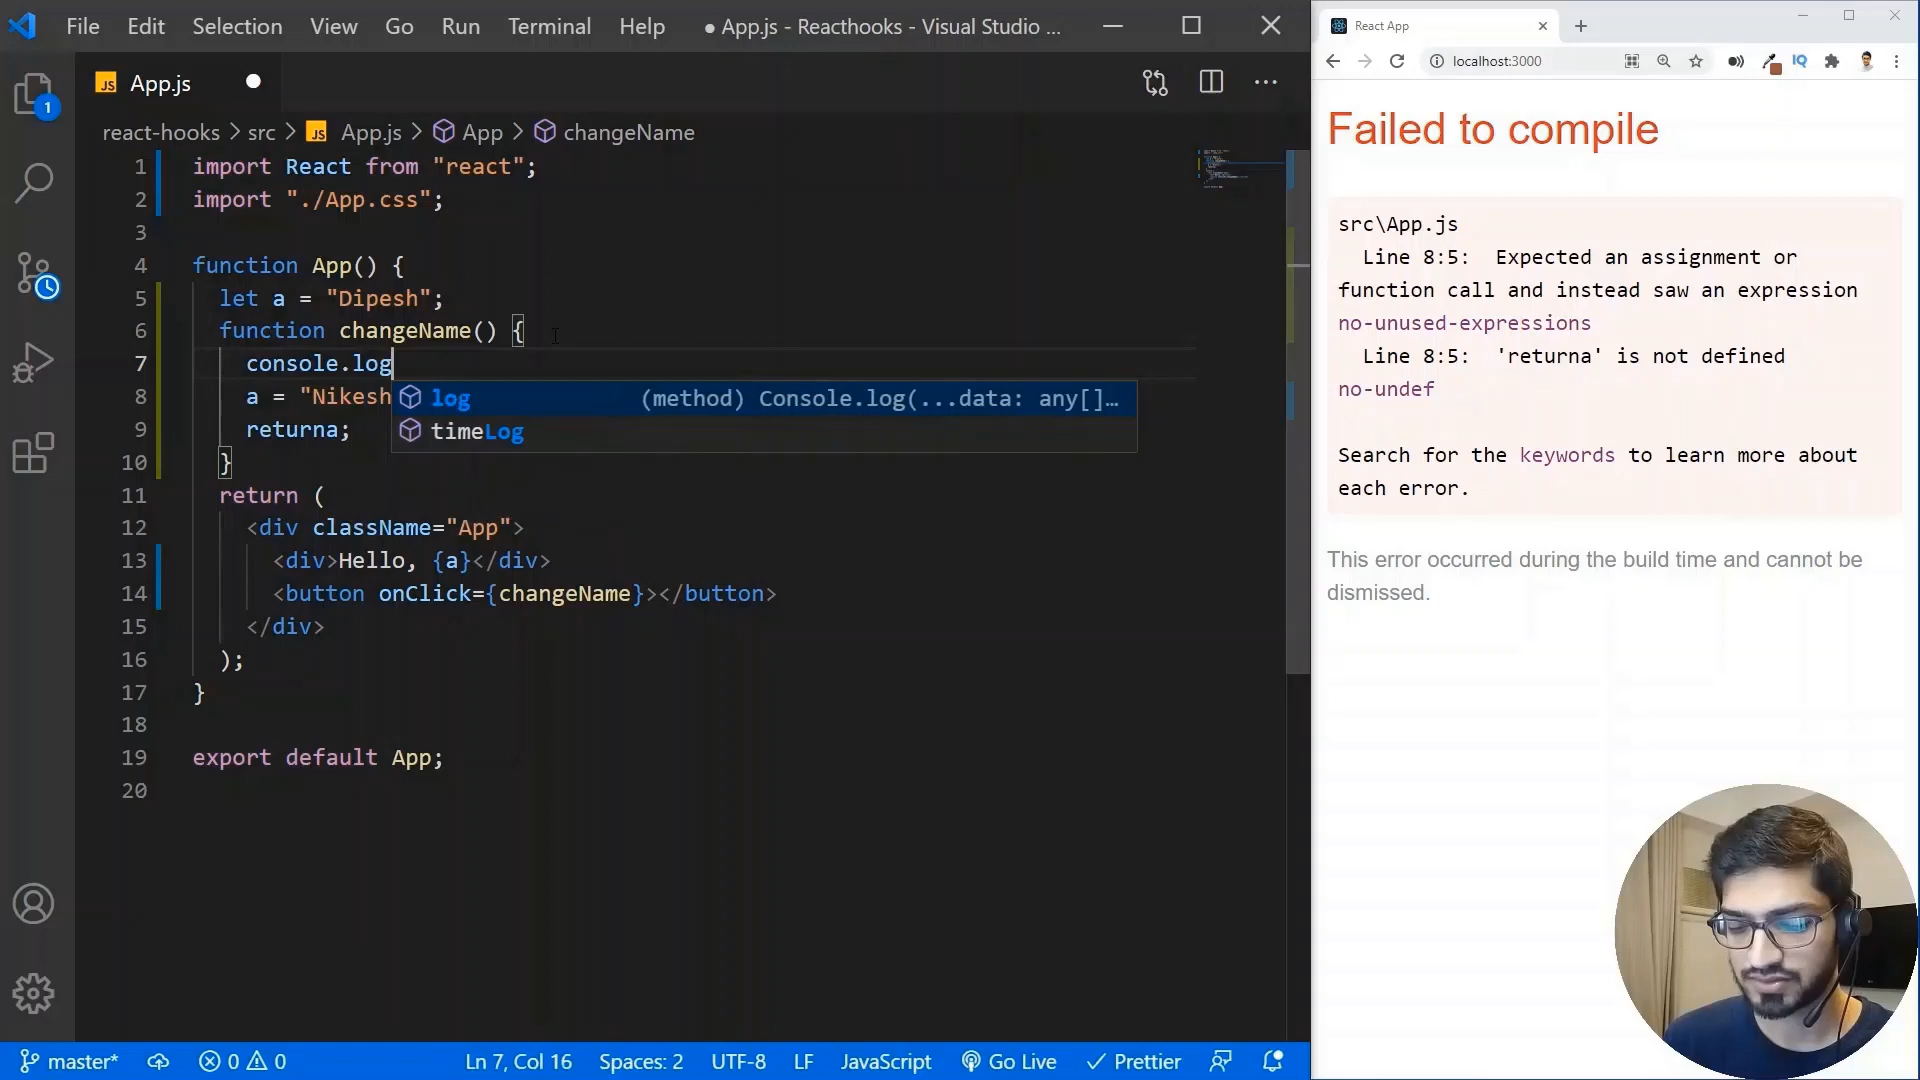 File Edit Selection View Go Run Terminal Help ● App.js - Reacthooks - Visual Studio ...
JS App.js
react-hooks > src > JS App.js > App > changeName
1 import React from "react";
2 import "./App.css";
3
4 function App() {
5 let a = "Dipesh";
6 function changeName() {
7 console.log
8 a = "Nikesh
log (method) Console.log(...data: any[]…
9 returna;
timeLog
10 }
11 return (
12 <div className="App">
13 <div>Hello, {a}</div>
14 <button onClick={changeName}></button>
15 </div>
16 );
17 }
18
19 export default App;
20
1
master* 0 0 Ln 7, Col 16 Spaces: 2 UTF-8 LF JavaScript Go Live Prettier
React App
localhost:3000 IQ
Failed to compile
src\App.js
Line 8:5: Expected an assignment or
function call and instead saw an expression
no-unused-expressions
Line 8:5: 'returna' is not defined
no-undef
Search for the keywords to learn more about
each error.
This error occurred during the build time and cannot be
dismissed.